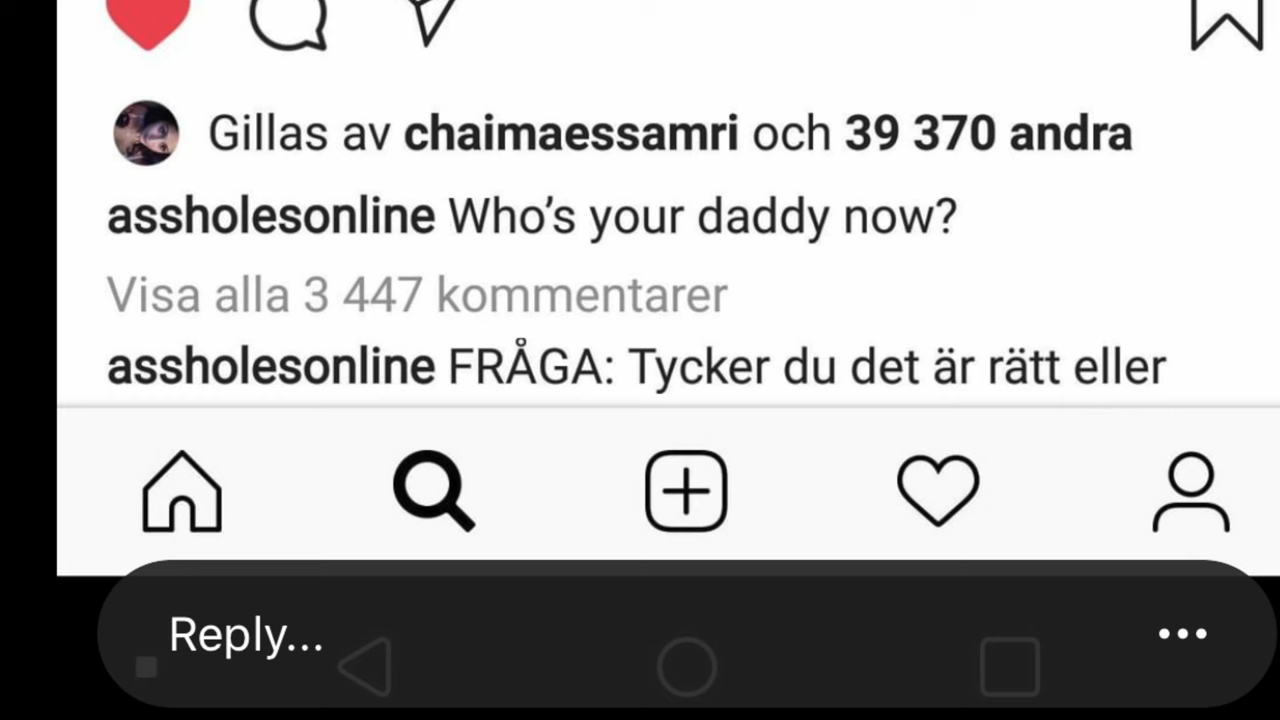 Gillas av chaimaessamri och 39 370 andra
assholesonline Who's your daddy now?
Visa alla 3 447 kommentarer
assholesonline FRÅGA: Tycker du det är rätt eller
Reply...